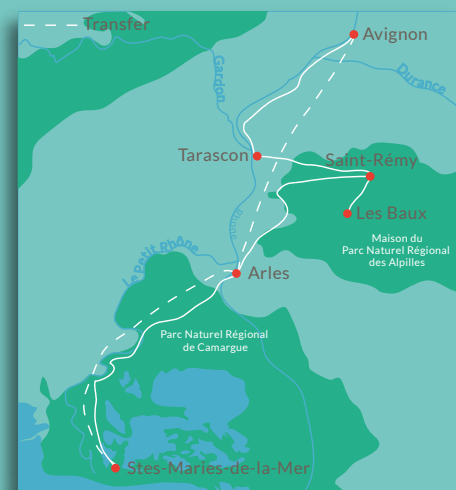 Transfer
Avignon
Gardon
Durance
Tarascon
Saint-Rémy
Les Baux
Rhône
Maison du
Parc Naturel Régional
des Alpilles
Le Petit Rhône
Arles
Parc Naturel Régional
de Camargue
Stes-Maries-de-la-Mer